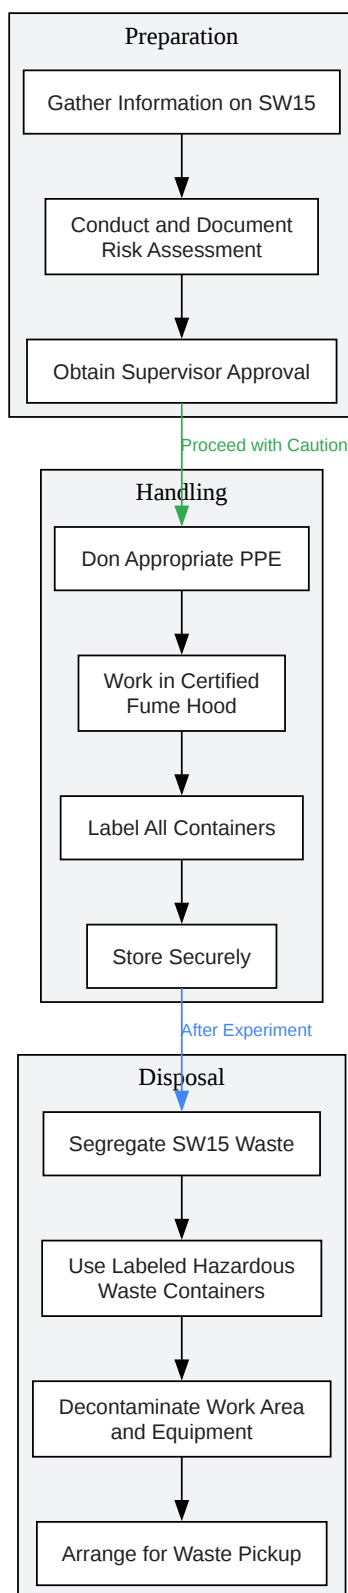 Preparation
Gather Information on SW15
Conduct and Document
Risk Assessment
Obtain Supervisor Approval
Proceed with Caution
Handling
Don Appropriate PPE
Work in Certified
Fume Hood
Label All Containers
Store Securely
After Experiment
Disposal
Segregate SW15 Waste
Use Labeled Hazardous
Waste Containers
Decontaminate Work Area
and Equipment
Arrange for Waste Pickup